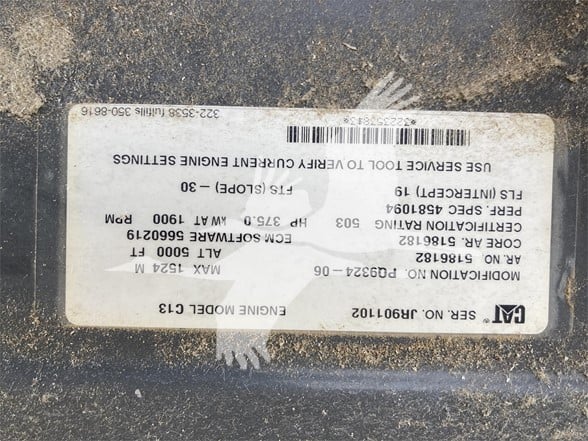 CAT® SER. NO. JR901102 ENGINE MODEL C13
MODIFICATION NO. PQ9324-06 MAX 1524 M
AR. NO. 5186182 ALT 5000 FT
CORE AR. 5186182 ECM SOFTWARE 5660219
CERTIFICATION RATING 503 HP 375.0 kW AT 1900 RPM
PERF. SPEC 4581094
FLS (INTERCEPT) 19 FTS (SLOPE) -30
USE SERVICE TOOL TO VERIFY CURRENT ENGINE SETTINGS
*322353813*
322-3538 fulfills 350-8616